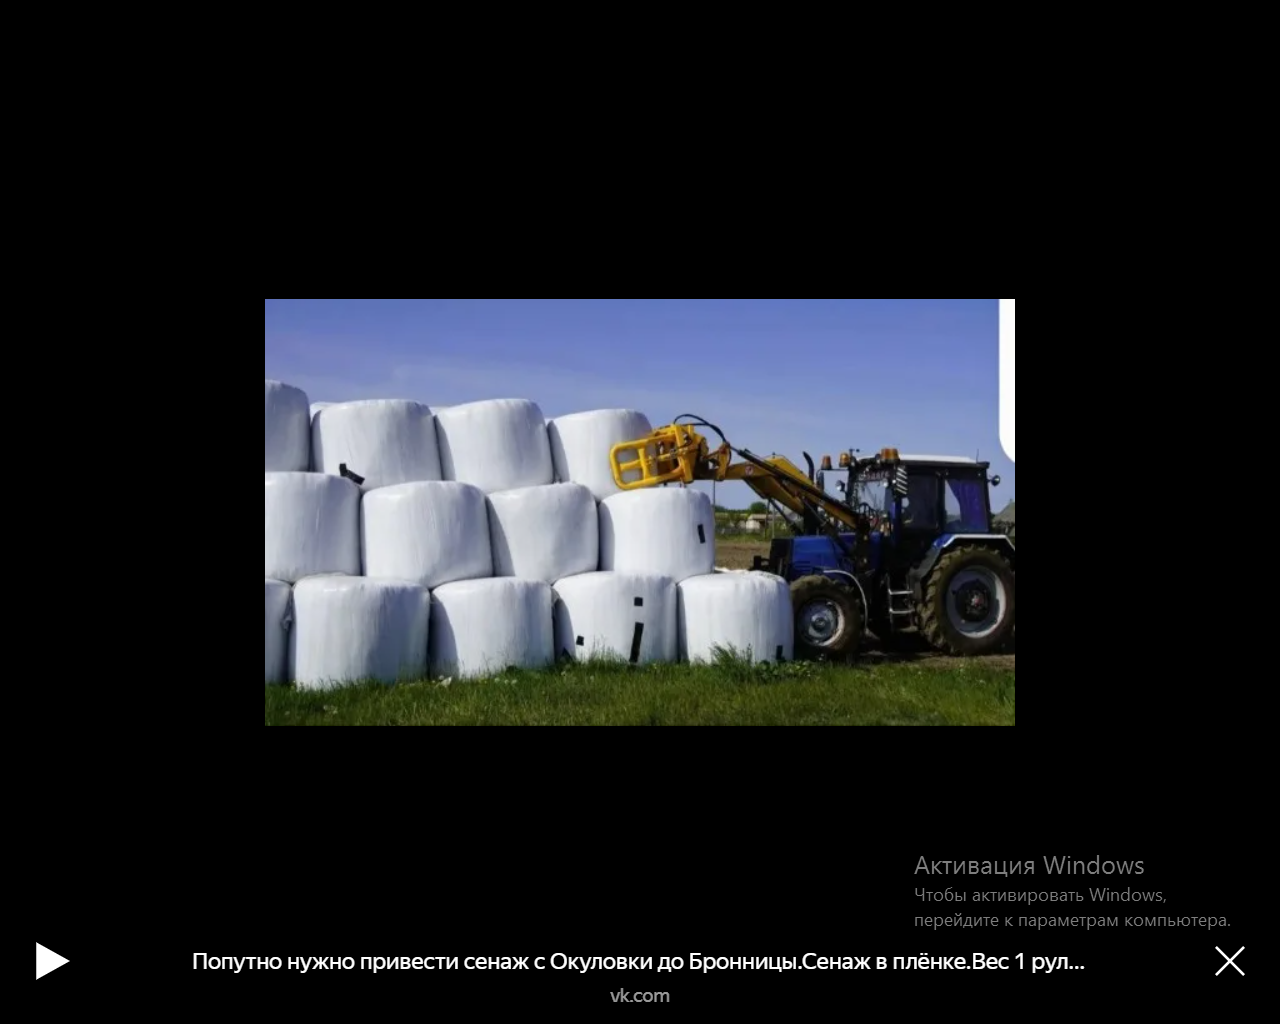 Активация Windows
Чтобы активировать Windows,
перейдите к параметрам компьютера.
Попутно нужно привести сенаж с Окуловки до Бронницы.Сенаж в плёнке.Вес 1 рул...
vk.com